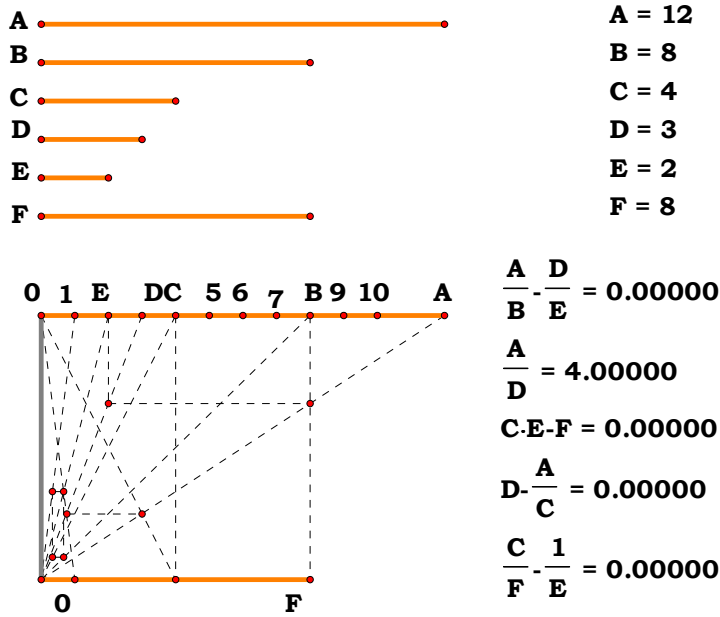 A
A = 12
B
B = 8
C
C = 4
D
D = 3
E
E = 2
F
F = 8
0 1 E DC 5 6 7 B 9 10 A
A/B - D/E = 0.00000
A/D = 4.00000
C·E-F = 0.00000
D- A/C = 0.00000
C/F - 1/E = 0.00000
0 F